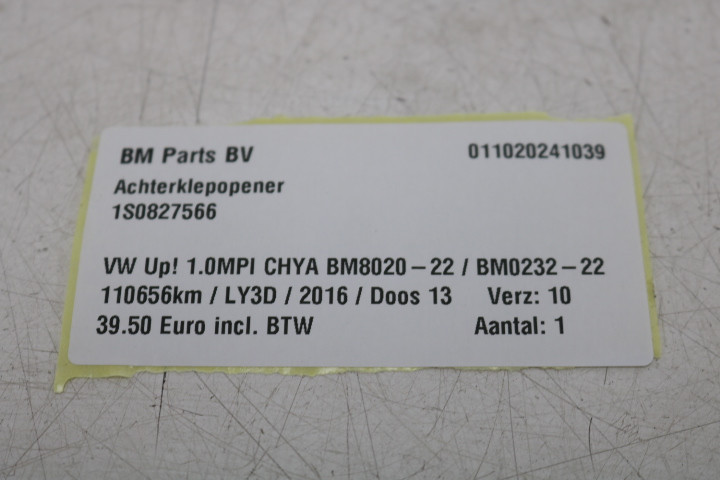 BM Parts BV 011020241039
Achterklepopener
1S0827566
VW Up! 1.0MPI CHYA BM8020-22 / BM0232-22
110656km / LY3D / 2016 / Doos 13 Verz: 10
39.50 Euro incl. BTW Aantal: 1